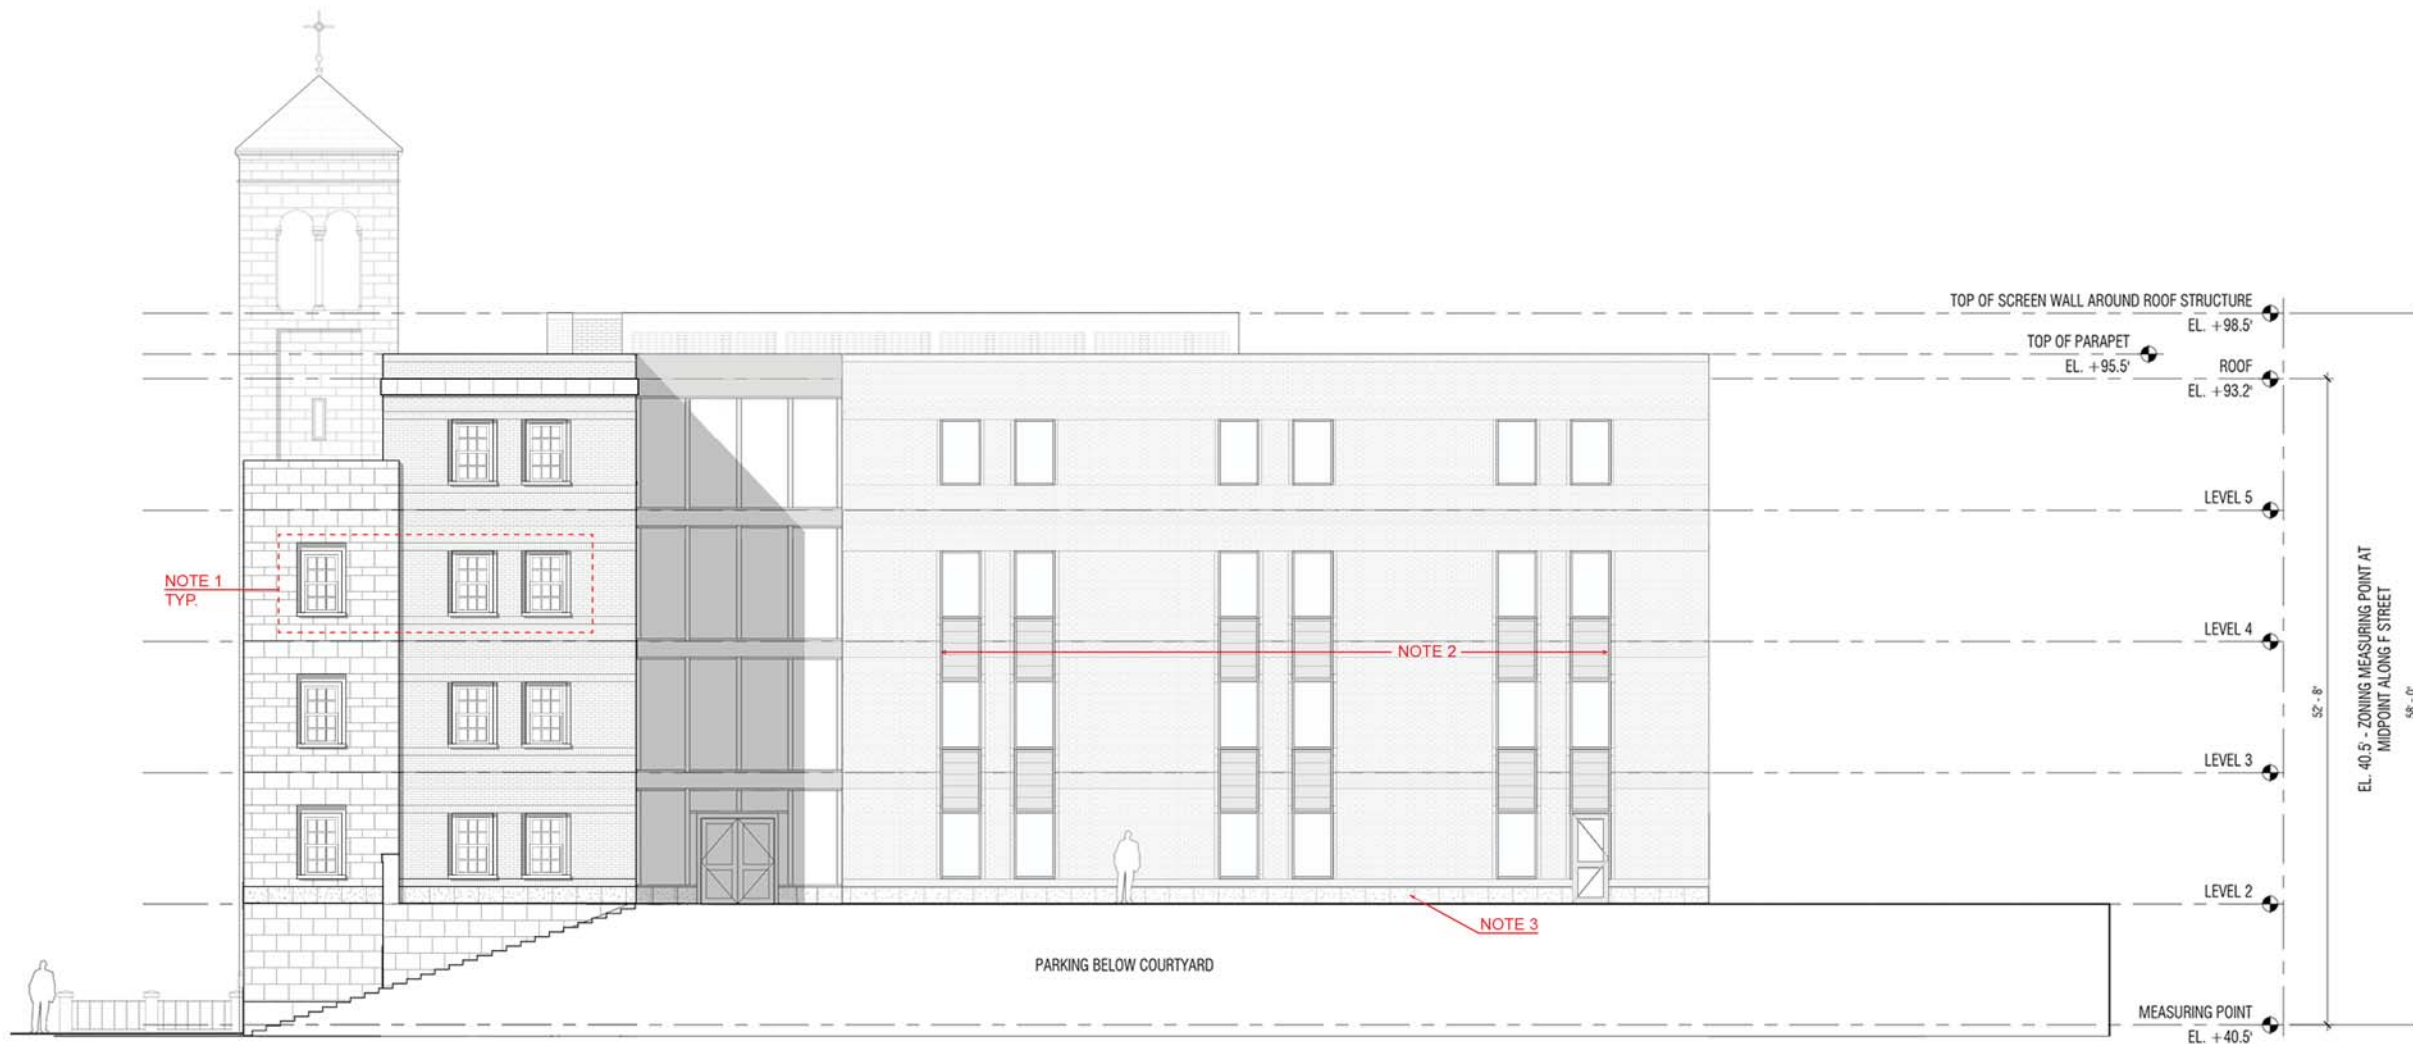 TOP OF SCREEN WALL AROUND ROOF STRUCTURE
EL. +98.5'
TOP OF PARAPET
EL. +95.5'
ROOF
EL. +93.2'
LEVEL 5
NOTE 1
TYP.
LEVEL 4
NOTE 2
EL. 40.5' - ZONING MEASURING POINT AT
MIDPOINT ALONG F STREET
52' - 8"
58' - 0"
LEVEL 3
LEVEL 2
NOTE 3
PARKING BELOW COURTYARD
MEASURING POINT
EL. +40.5'